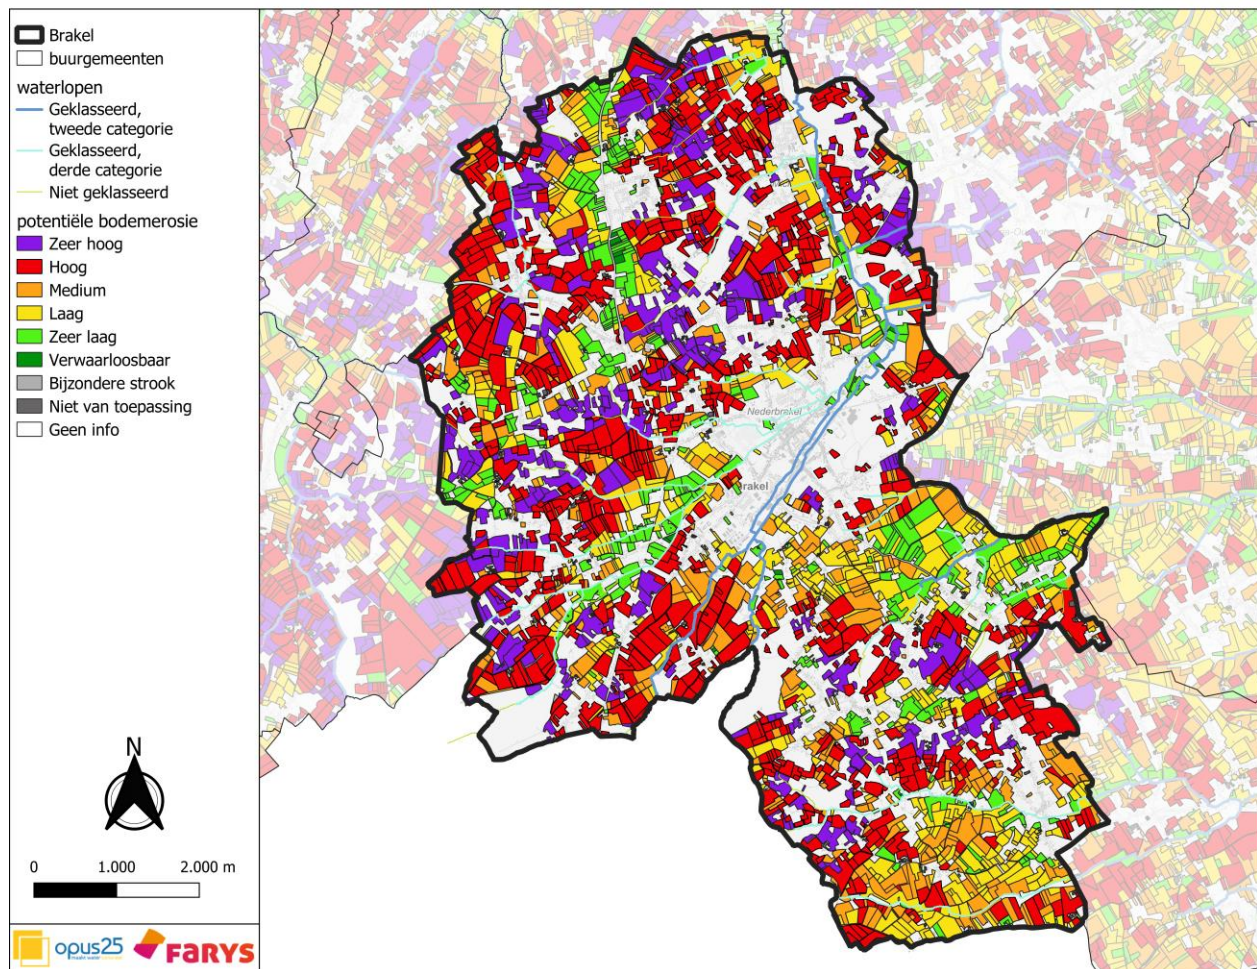 Brakel
buurgemeenten
waterlopen
Geklasseerd,
tweede categorie
Geklasseerd,
derde categorie
Niet geklasseerd
potentiële bodemerosie
Zeer hoog
Hoog
Medium
Laag
Zeer laag
Verwaarloosbaar
Bijzondere strook
Niet van toepassing
Geen info
N
0 1.000 2.000 m
opus25
FARYS
Nederbrakel
rakel